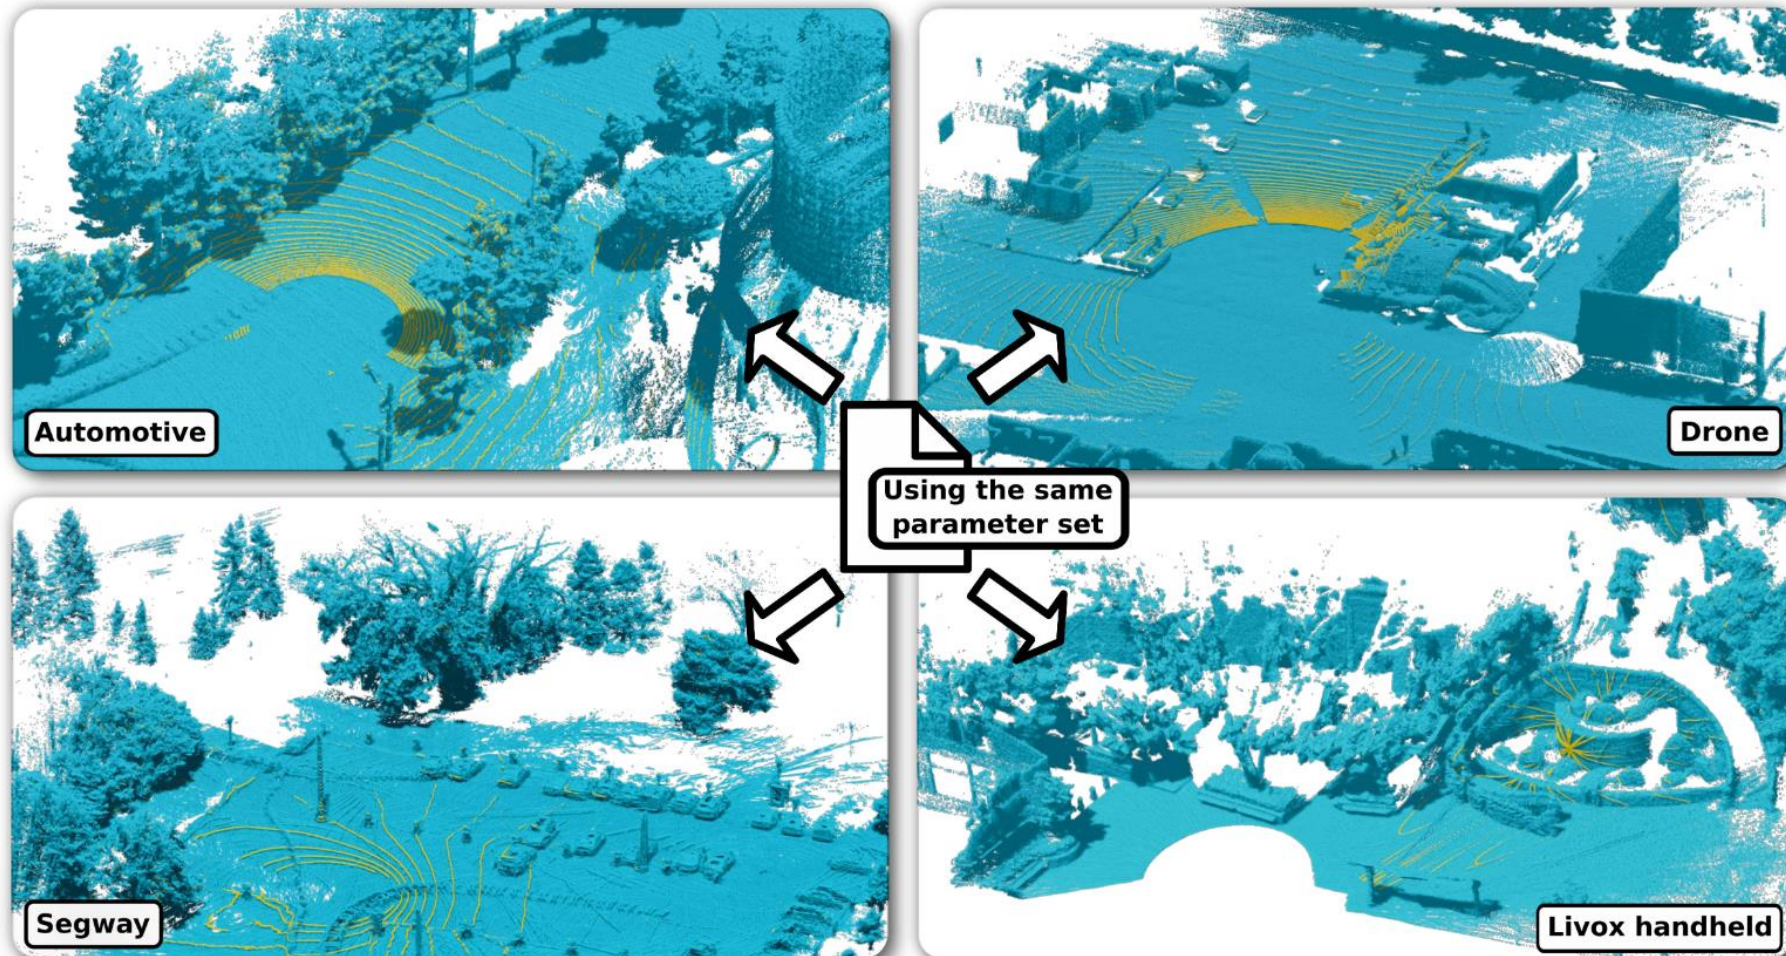 Automotive
Drone
Using the same
parameter set
Segway
Livox handheld